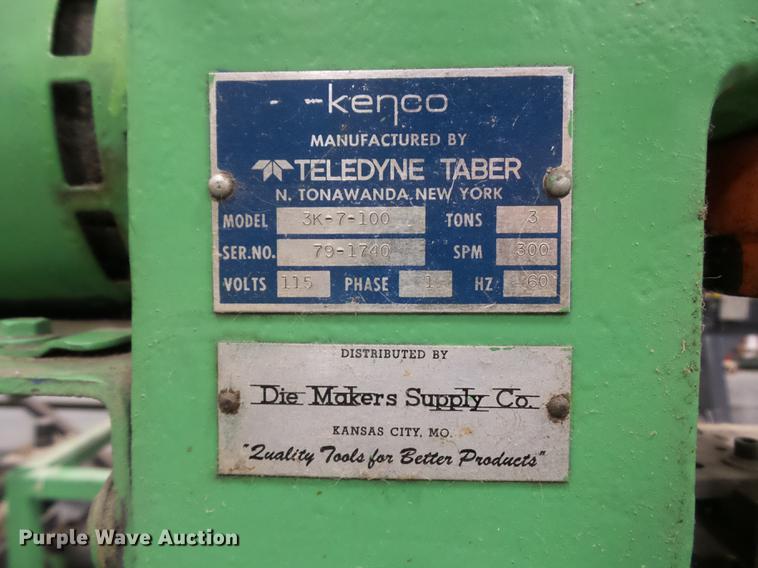 kenco
MANUFACTURED BY
TELEDYNE TABER
N. TONAWANDA, NEW YORK
MODEL 3K-7-100 TONS 3
SER.NO. 79-1740 SPM 300
VOLTS 115 PHASE 1 HZ 60
DISTRIBUTED BY
Die Makers Supply Co.
KANSAS CITY, MO.
"Quality Tools for Better Products"
Purple Wave Auction